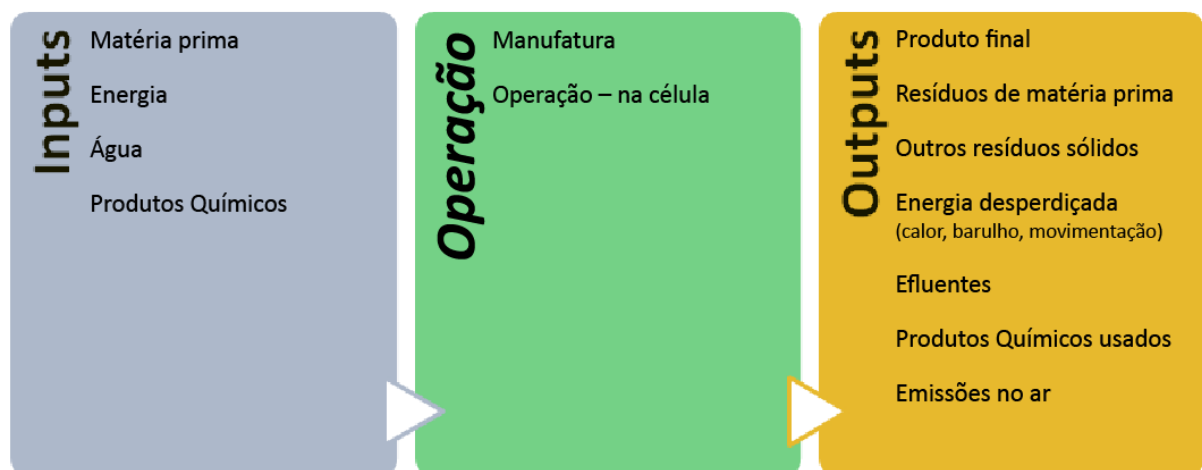 Inputs
Matéria prima
Energia
Água
Produtos Químicos
Operação
Manufatura
Operação – na célula
Outputs
Produto final
Resíduos de matéria prima
Outros resíduos sólidos
Energia desperdiçada
(calor, barulho, movimentação)
Efluentes
Produtos Químicos usados
Emissões no ar